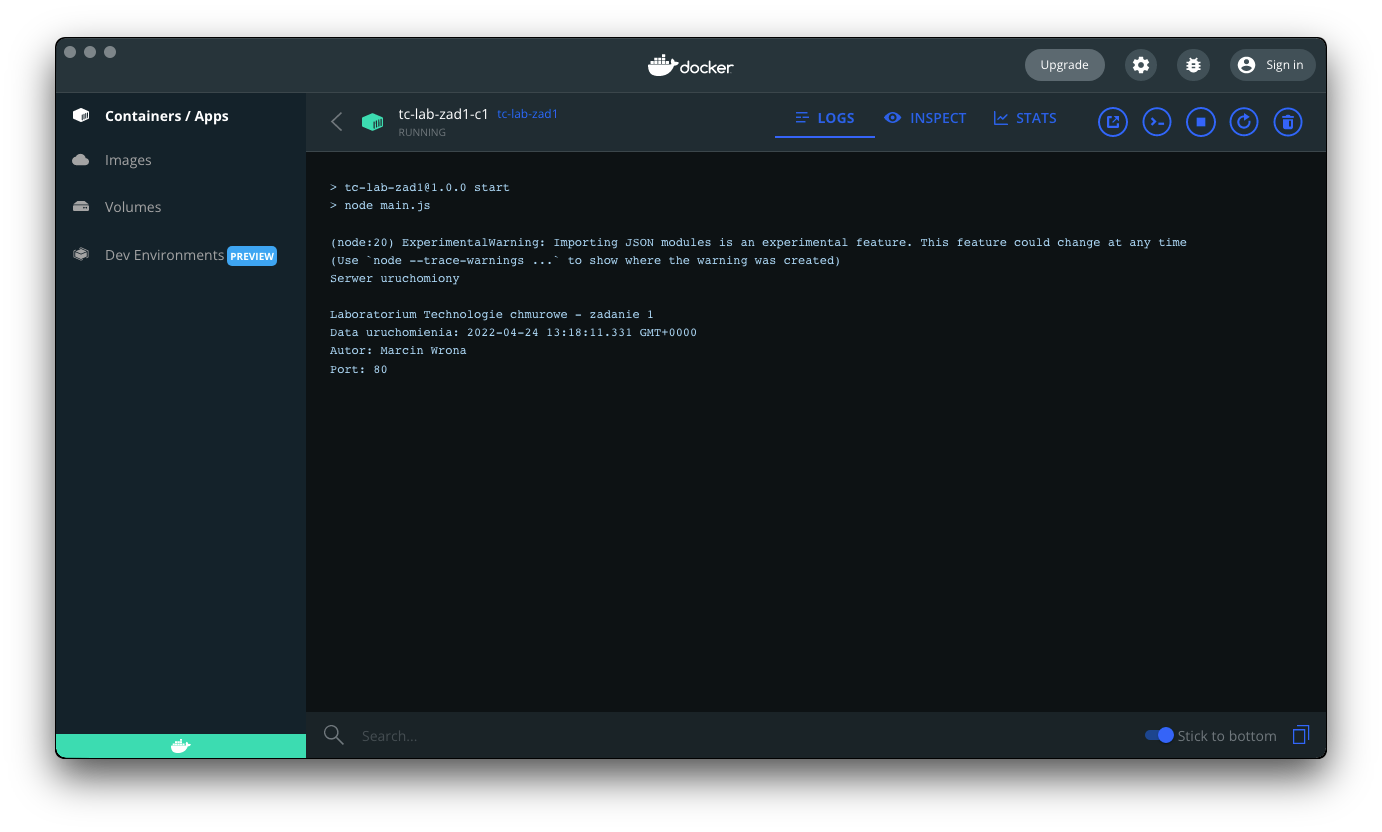 docker
Upgrade
Sign in
Containers / Apps
Images
Volumes
Dev Environments PREVIEW
tc-lab-zad1-c1 tc-lab-zad1
RUNNING
LOGS
INSPECT
STATS
> tc-lab-zad1@1.0.0 start
> node main.js
(node:20) ExperimentalWarning: Importing JSON modules is an experimental feature. This feature could change at any time
(Use `node --trace-warnings ...` to show where the warning was created)
Serwer uruchomiony
Laboratorium Technologie chmurowe - zadanie 1
Data uruchomienia: 2022-04-24 13:18:11.331 GMT+0000
Autor: Marcin Wrona
Port: 80
Search...
Stick to bottom